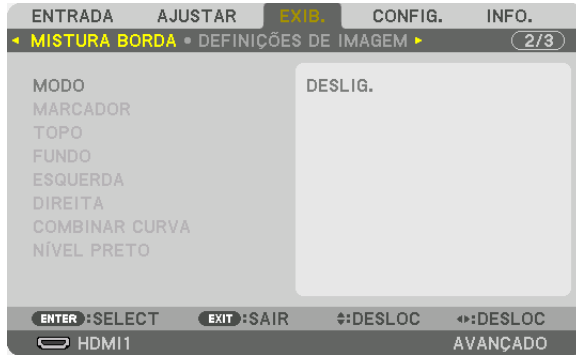 ENTRADA AJUSTAR EXIB. CONFIG. INFO.
MISTURA BORDA • DEFINIÇÕES DE IMAGEM 2/3
MODO DESLIG.
MARCADOR
TOPO
FUNDO
ESQUERDA
DIREITA
COMBINAR CURVA
NÍVEL PRETO
ENTER :SELECT EXIT :SAIR :DESLOC :DESLOC
HDMI1 AVANÇADO